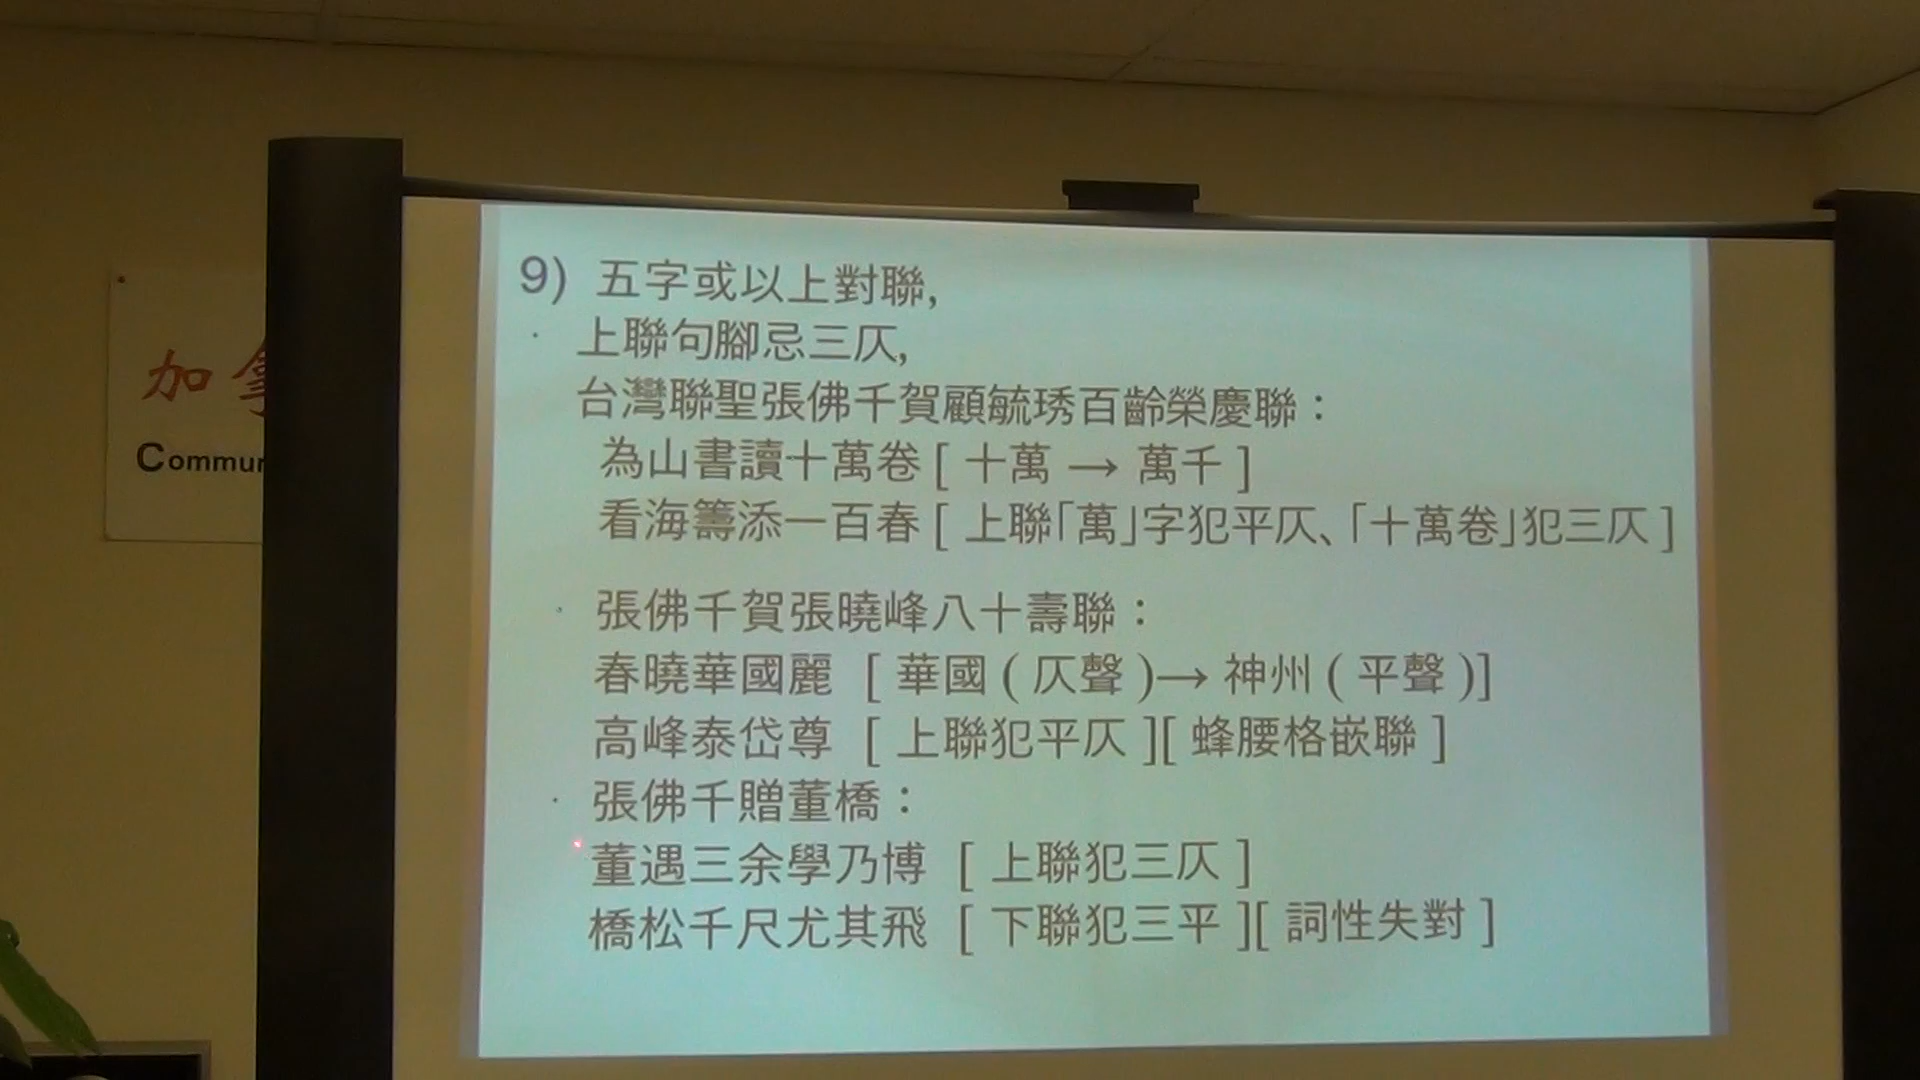 加拿
Commun
9) 五字或以上對聯,
上聯句腳忌三仄,
台灣聯聖張佛千賀顧毓琇百齡榮慶聯：
為山書讀十萬卷 [ 十萬 → 萬千 ]
看海籌添一百春 [ 上聯「萬」字犯平仄、「十萬卷」犯三仄 ]
張佛千賀張曉峰八十壽聯：
春曉華國麗 [ 華國 ( 仄聲 )→ 神州 ( 平聲 )]
高峰泰岱尊 [ 上聯犯平仄 ][ 蜂腰格嵌聯 ]
張佛千贈董橋：
董遇三余學乃博 [ 上聯犯三仄 ]
橋松千尺尤其飛 [ 下聯犯三平 ][ 詞性失對 ]